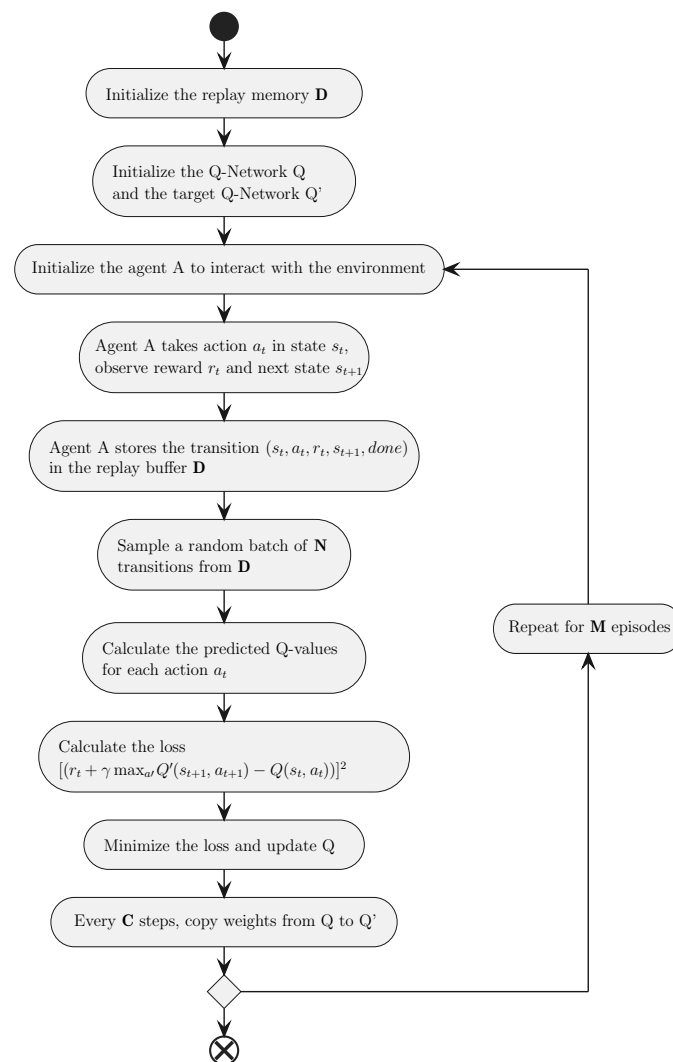 Initialize the replay memory D
Initialize the Q-Network Q
and the target Q-Network Q'
Initialize the agent A to interact with the environment
Agent A takes action a_t in state s_t,
observe reward r_t and next state s_{t+1}
Agent A stores the transition (s_t, a_t, r_t, s_{t+1}, done)
in the replay buffer D
Sample a random batch of N
transitions from D
Calculate the predicted Q-values
for each action a_t
Calculate the loss
[(r_t + γ max_{a′} Q′(s_{t+1}, a_{t+1}) − Q(s_t, a_t))]²
Minimize the loss and update Q
Every C steps, copy weights from Q to Q'
Repeat for M episodes